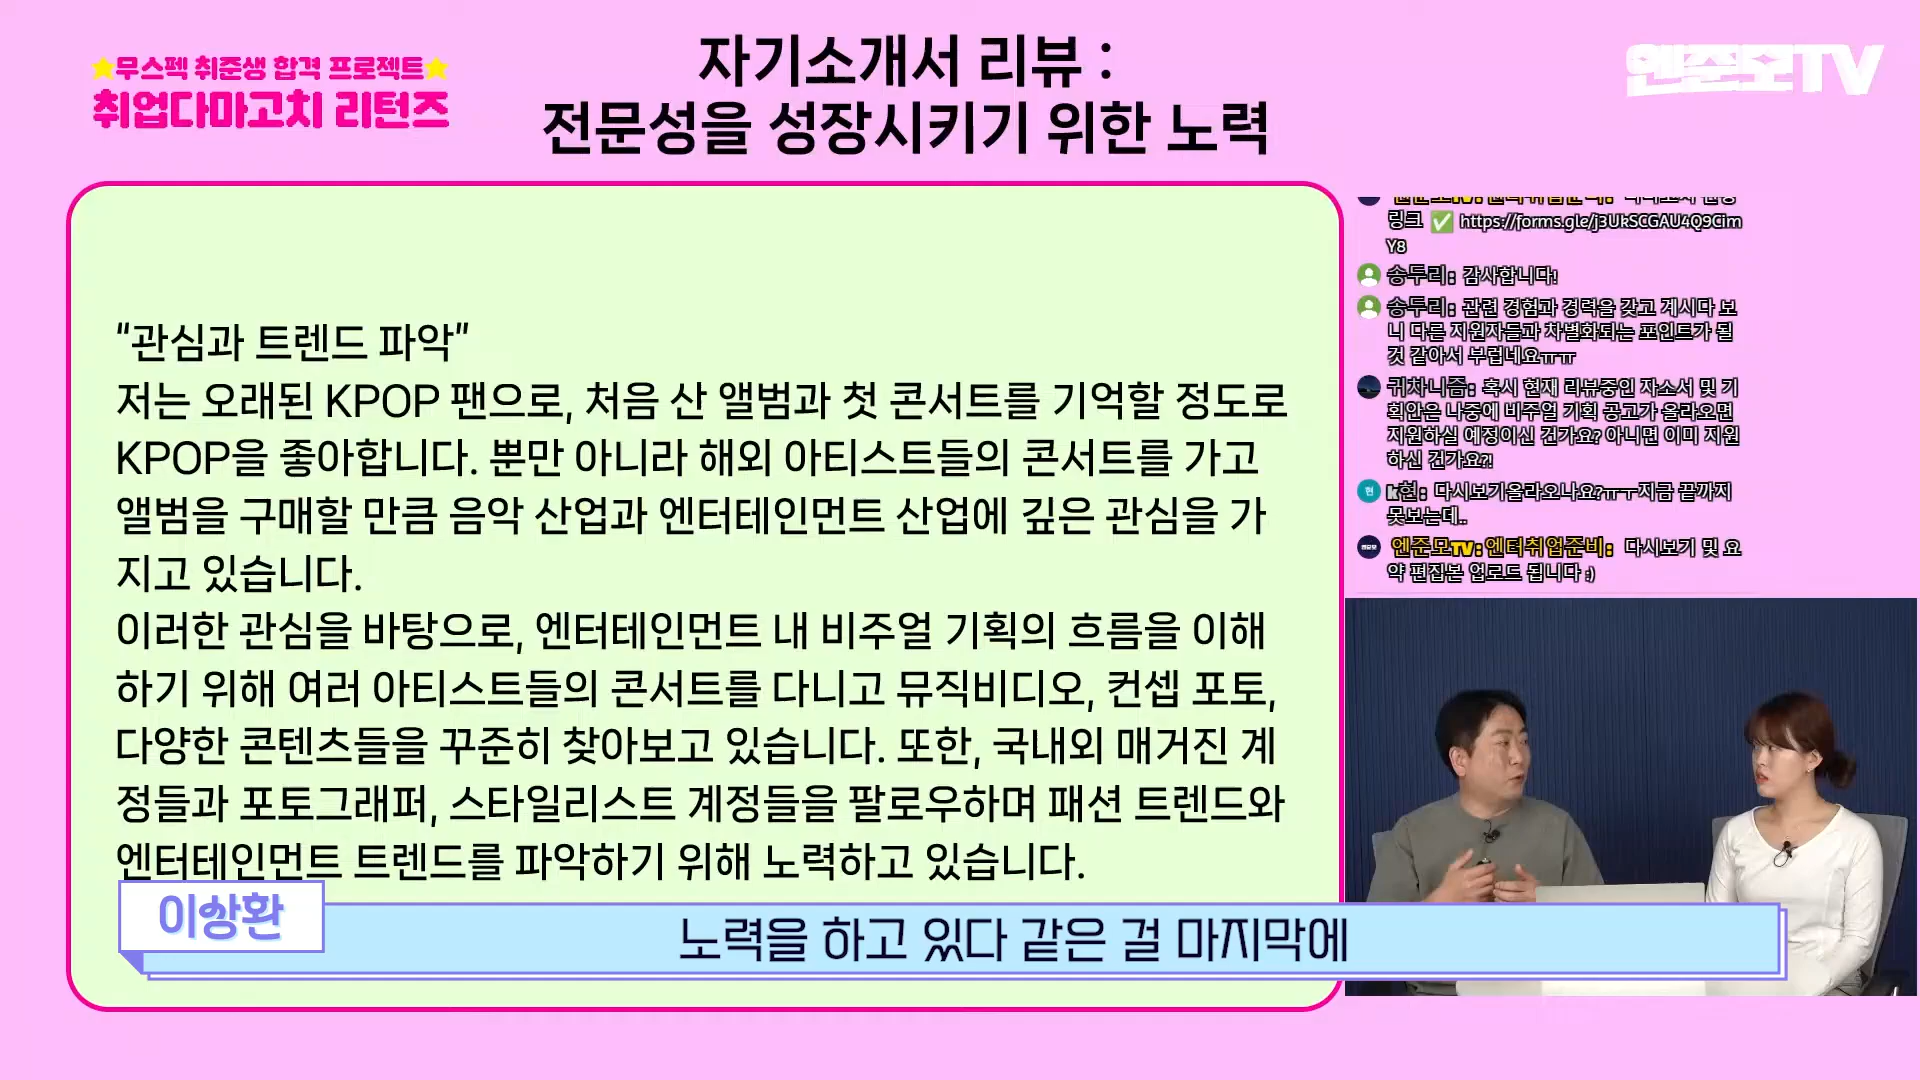 무스펙 취준생 합격 프로젝트
취업다마고치 리턴즈
자기소개서 리뷰 :
전문성을 성장시키기 위한 노력
엔준모TV
“관심과 트렌드 파악”
저는 오래된 KPOP 팬으로, 처음 산 앨범과 첫 콘서트를 기억할 정도로
KPOP을 좋아합니다. 뿐만 아니라 해외 아티스트들의 콘서트를 가고
앨범을 구매할 만큼 음악 산업과 엔터테인먼트 산업에 깊은 관심을 가
지고 있습니다.
이러한 관심을 바탕으로, 엔터테인먼트 내 비주얼 기획의 흐름을 이해
하기 위해 여러 아티스트들의 콘서트를 다니고 뮤직비디오, 컨셉 포토,
다양한 콘텐츠들을 꾸준히 찾아보고 있습니다. 또한, 국내외 매거진 계
정들과 포토그래퍼, 스타일리스트 계정들을 팔로우하며 패션 트렌드와
엔터테인먼트 트렌드를 파악하기 위해 노력하고 있습니다.
링크 ✅ https://forms.gle/j3UkSCGAU4Q9Cim
Y8
송두리: 감사합니다!
송두리: 관련 경험과 경력을 갖고 계시다 보
니 다른 지원자들과 차별화되는 포인트가 될
것 같아서 부럽네요ㅠㅠ
귀차니즘: 혹시 현재 리뷰중인 자소서 및 기
획안은 나중에 비주얼 기획 공고가 올라오면
지원하실 예정이신 건가요? 아니면 이미 지원
하신 건가요?!
현 k현: 다시보기올라오나요?ㅠㅜ지금 끝까지
못보는데..
엔준모TV:엔터취업준비: 다시보기 및 요
약 편집본 업로드 됩니다 :)
이상환
노력을 하고 있다 같은 걸 마지막에